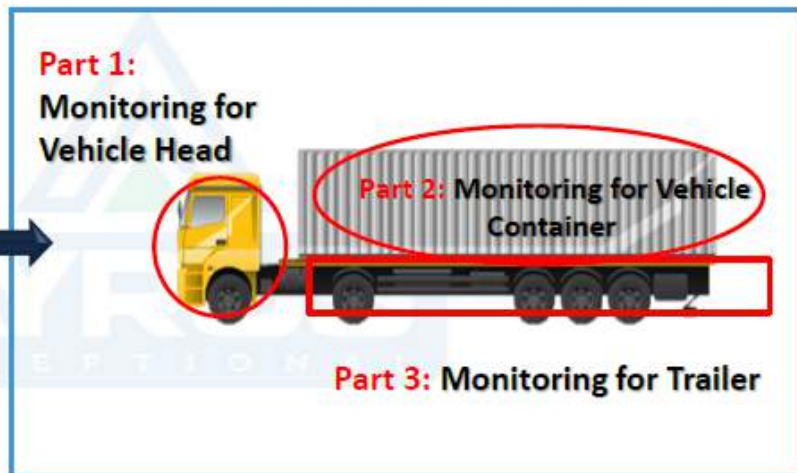 Part 1:
Monitoring for
Vehicle Head
Part 2: Monitoring for Vehicle
Container
Part 3: Monitoring for Trailer